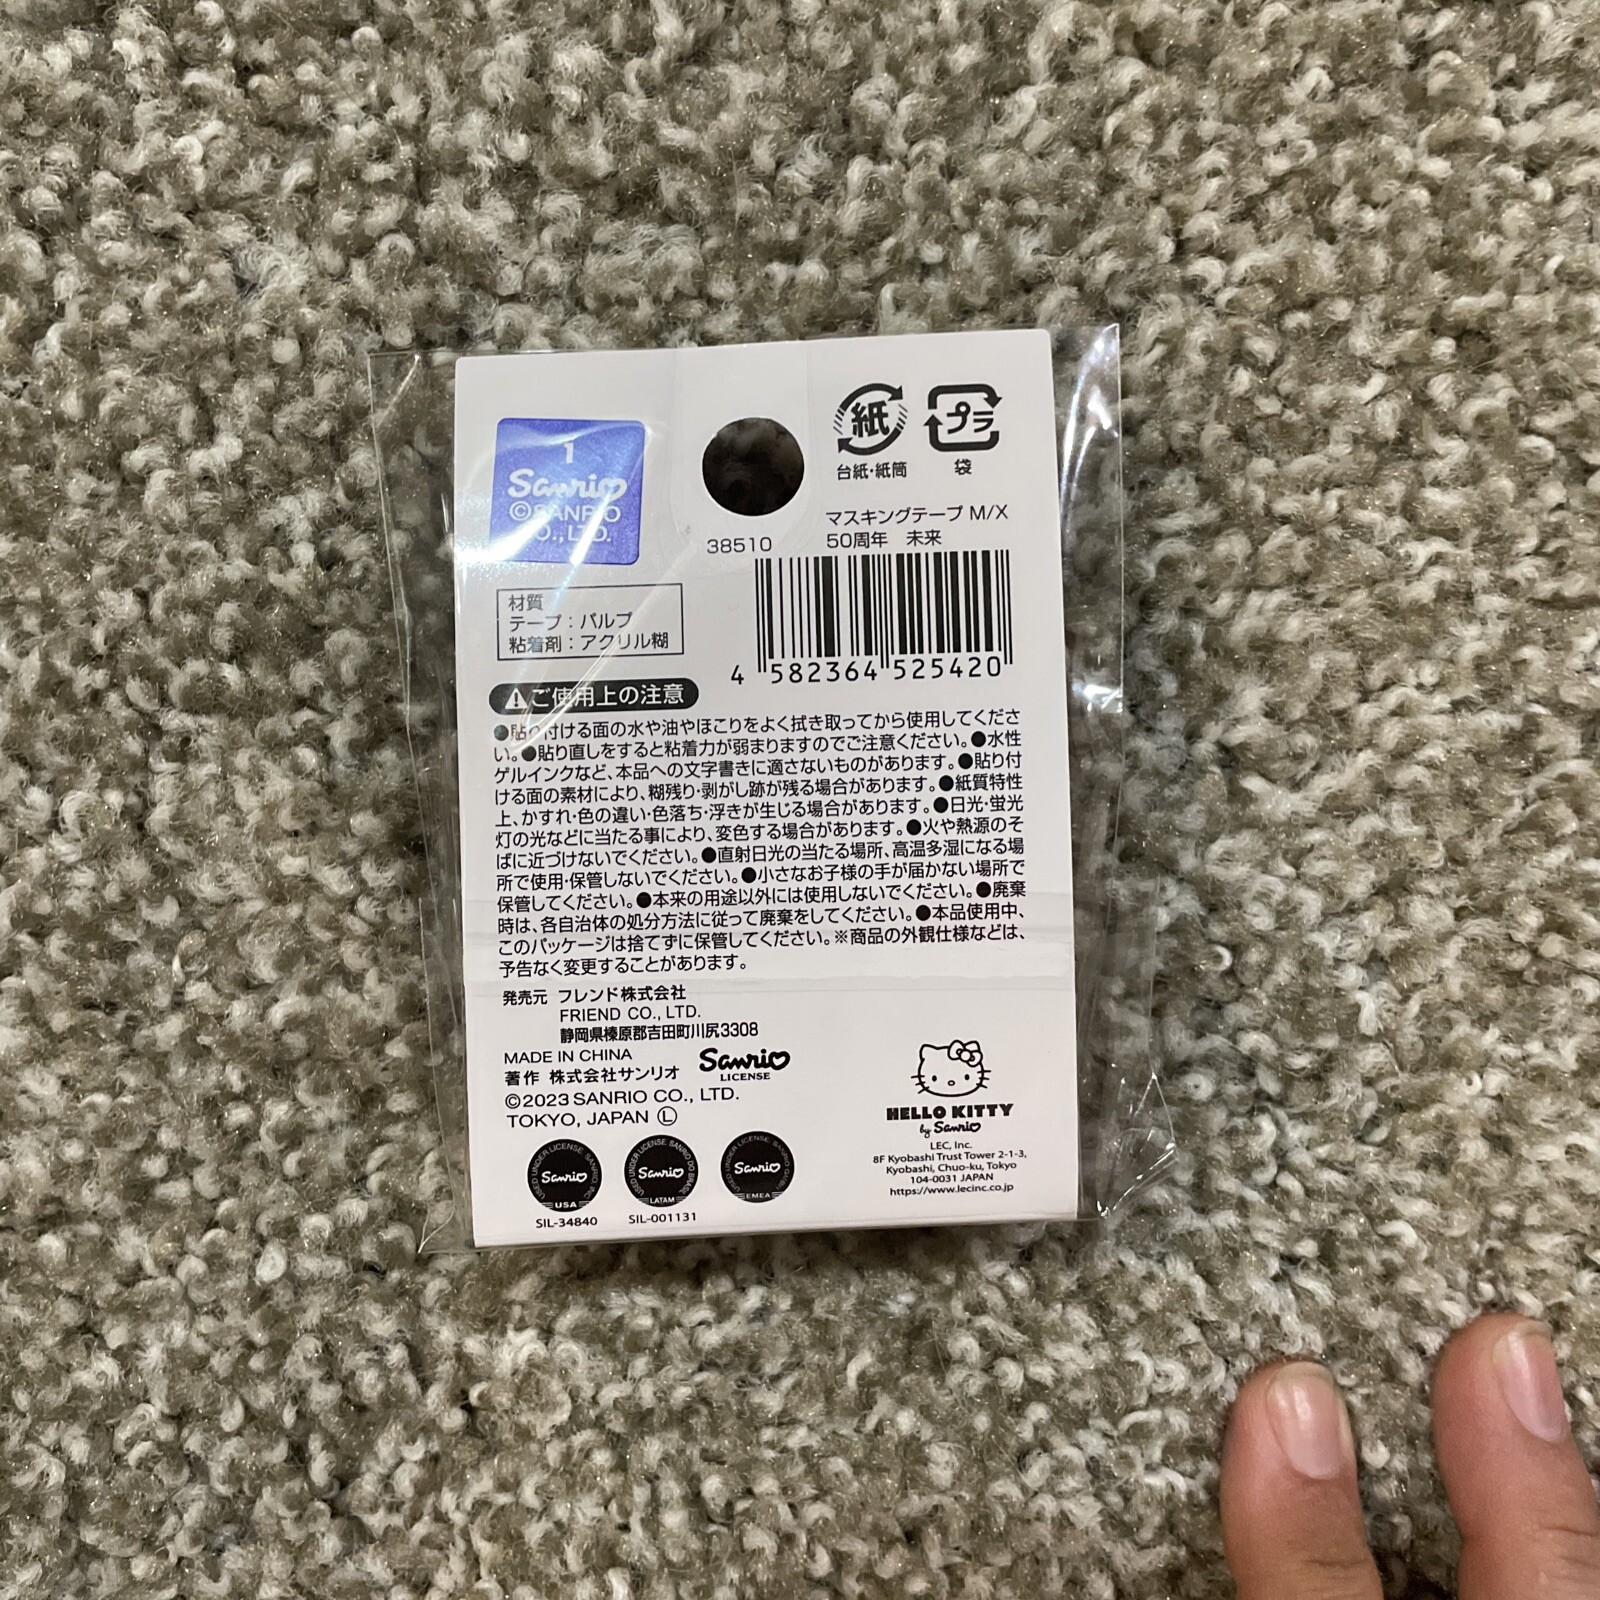 1
Sanrio
©SANRIO
CO., LTD.
紙
台紙・紙筒
プラ
袋
マスキングテープ M/X
50周年 未来
38510
4 582364 525420
材質
テープ：パルプ
粘着剤：アクリル糊
ご使用上の注意
●貼り付ける面の水や油やほこりをよく拭き取ってから使用してくださ
い。●貼り直しをすると粘着力が弱まりますのでご注意ください。●水性
ゲルインクなど、本品への文字書きに適さないものがあります。●貼り付
ける面の素材により、糊残り・剥がし跡が残る場合があります。●紙質特性
上、かすれ・色の違い・色落ち・浮きが生じる場合があります。●日光・蛍光
灯の光などに当たる事により、変色する場合があります。●火や熱源のそ
ばに近づけないでください。●直射日光の当たる場所、高温多湿になる場
所で使用・保管しないでください。●小さなお子様の手が届かない場所で
保管してください。●本来の用途以外には使用しないでください。●廃棄
時は、各自治体の処分方法に従って廃棄をしてください。●本品使用中、
このパッケージは捨てずに保管してください。※商品の外観仕様などは、
予告なく変更することがあります。
発売元 フレンド株式会社
FRIEND CO., LTD.
静岡県榛原郡吉田町川尻3308
MADE IN CHINA
著作 株式会社サンリオ
Sanrio
LICENSE
©2023 SANRIO CO., LTD.
TOKYO, JAPAN Ⓛ
USED UNDER LICENSE SANRIO INC
Sanrio
USA
SIL-34840
USED UNDER LICENSE SANRIO DO BRASIL
Sanrio
LATAM
SIL-001131
USED UNDER LICENSE SANRIO GMBH
Sanrio
EMEA
HELLO KITTY
by Sanrio
LEC, Inc.
8F Kyobashi Trust Tower 2-1-3,
Kyobashi, Chuo-ku, Tokyo
104-0031 JAPAN
https://www.lecinc.co.jp